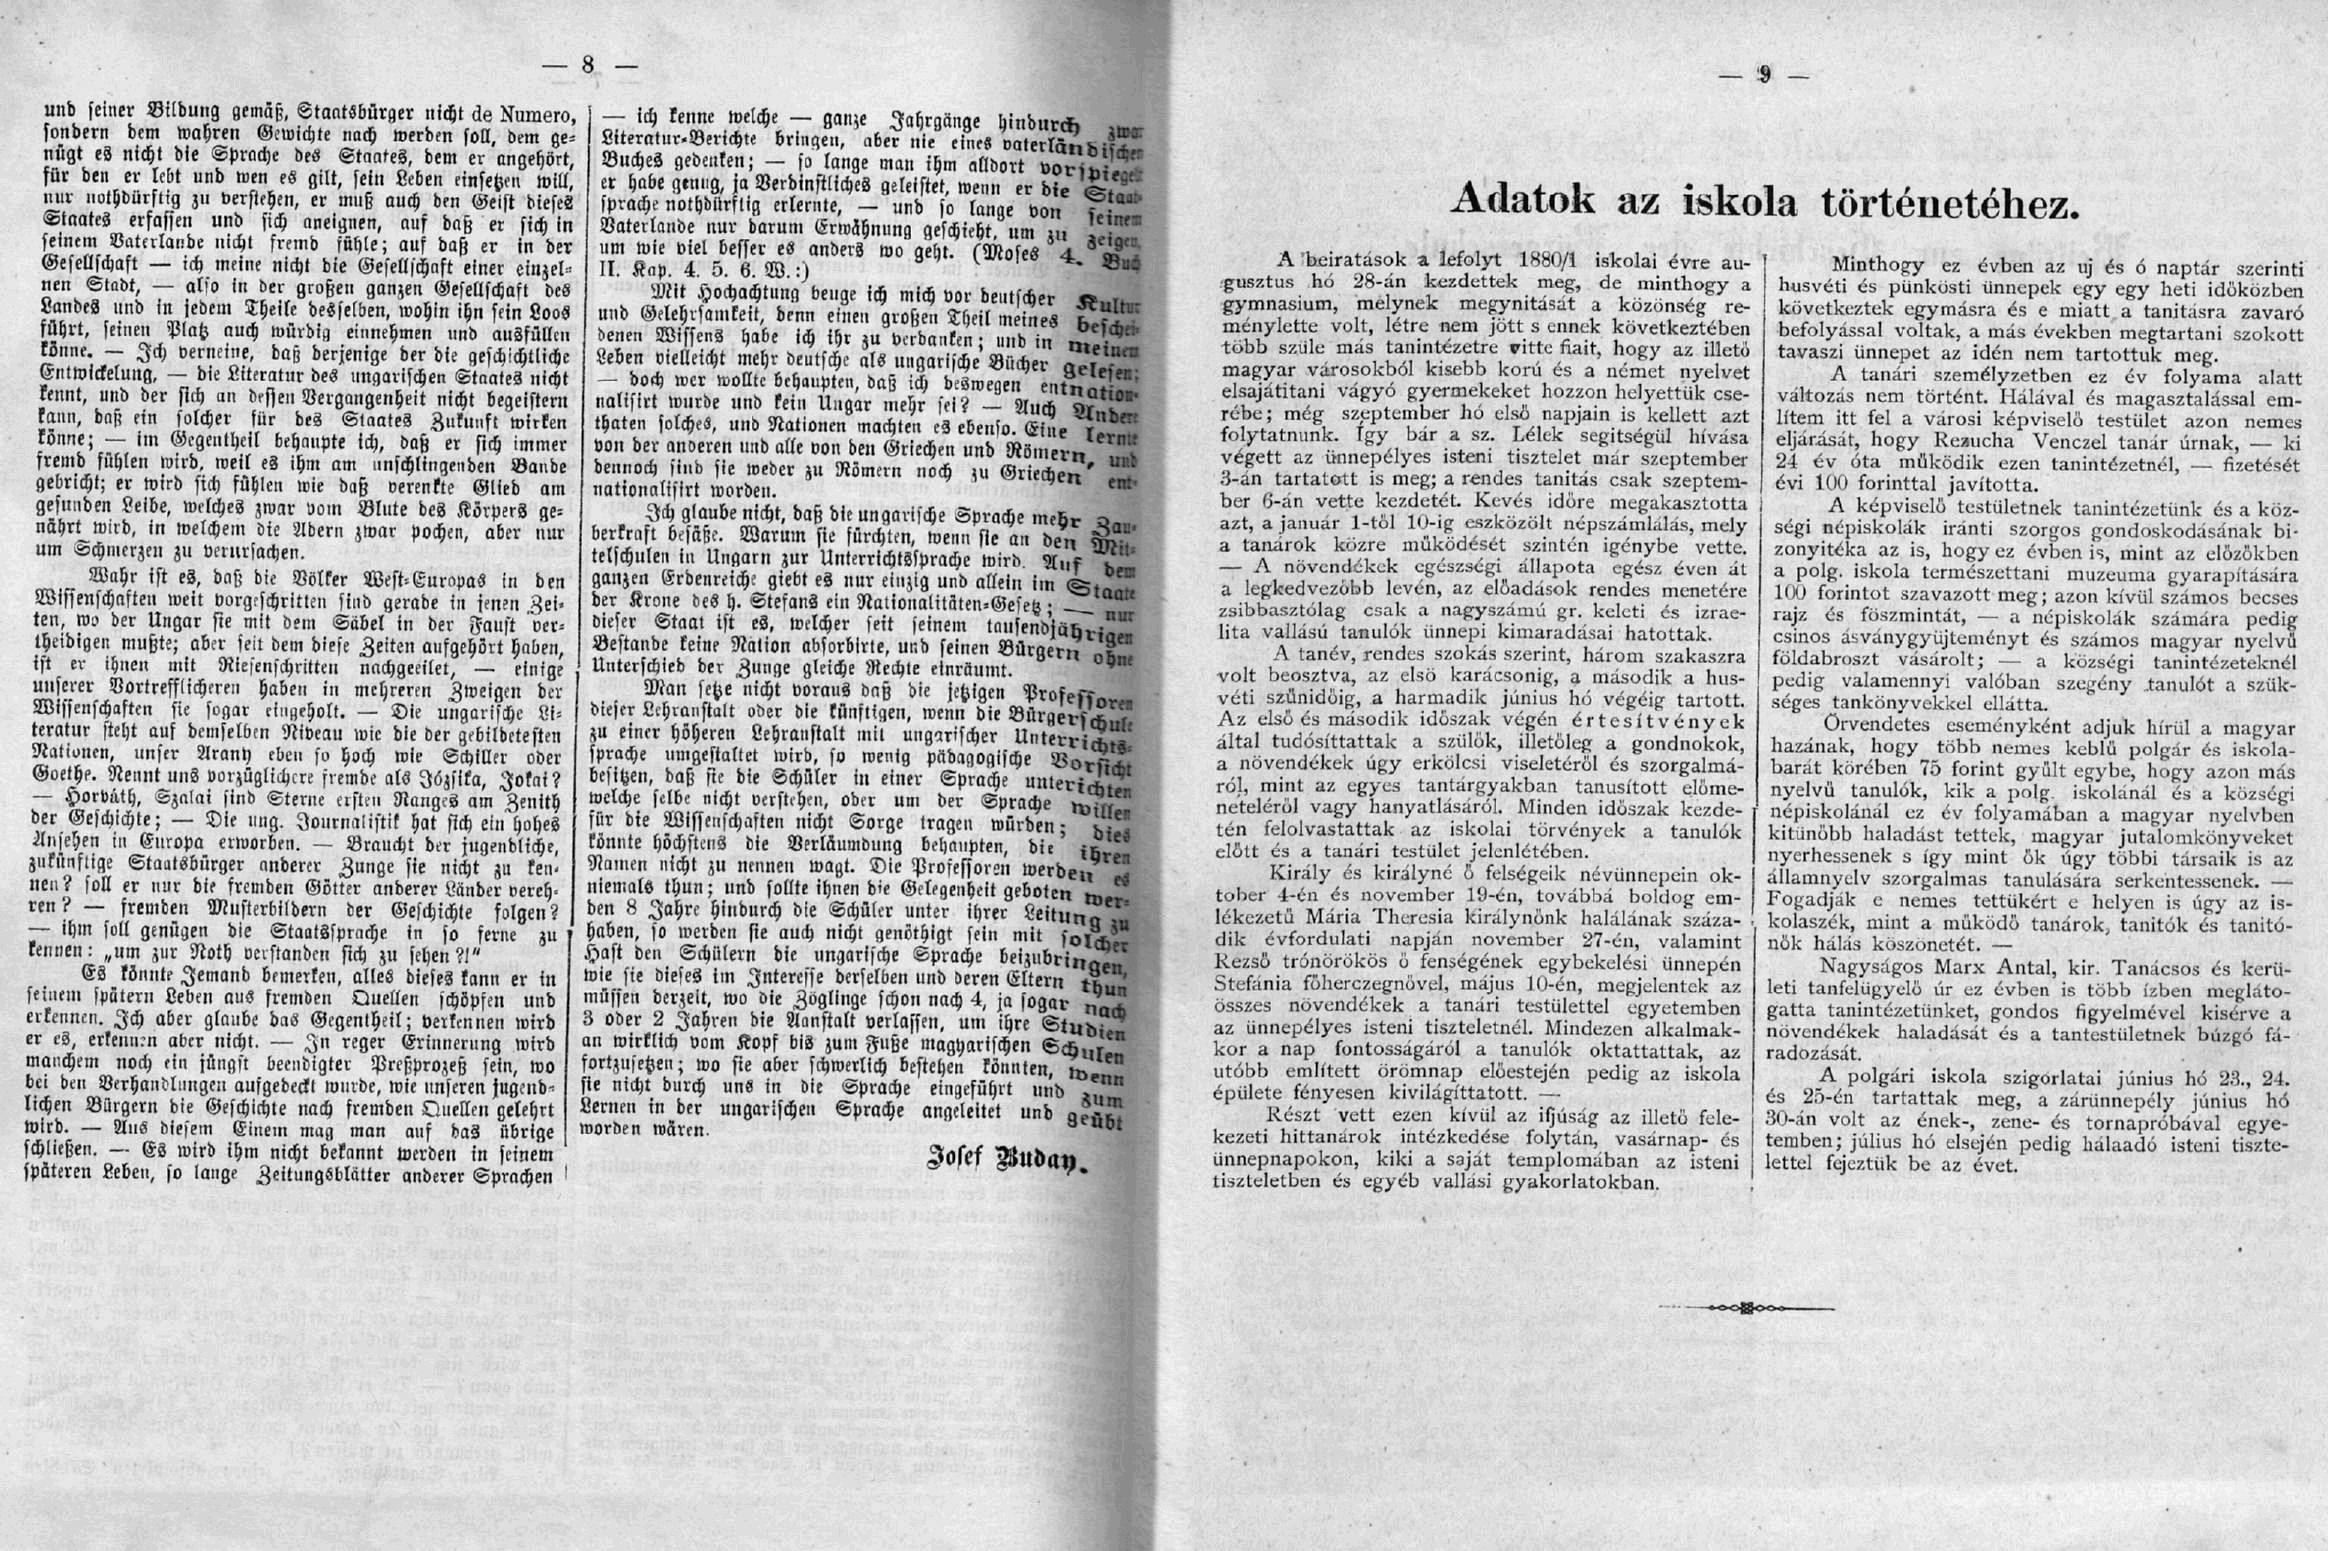 — 8 —
und seiner Bildung gemäß, Staatsbürger nicht de Numero,
sondern dem wahren Gewichte nach werden soll, dem ge-
nügt es nicht die Sprache des Staates, dem er angehört,
für den er lebt und wen es gilt, sein Leben einsetzen will,
nur nothdürftig zu verstehen, er muß auch den Geist dieses
Staates erfassen und sich aneignen, auf daß er sich in
seinem Vaterlande nicht fremd fühle; auf daß er in der
Gesellschaft — ich meine nicht die Gesellschaft einer einzel-
nen Stadt, — also in der großen ganzen Gesellschaft des
Landes und in jedem Theile desselben, wohin ihn sein Loos
führt, seinen Platz auch würdig einnehmen und ausfüllen
könne. — Ich verneine, daß derjenige der die geschichtliche
Entwickelung, — die Literatur des ungarischen Staates nicht
kennt, und der sich an dessen Vergangenheit nicht begeistern
kann, daß ein solcher für des Staates Zukunft wirken
könne; — im Gegentheil behaupte ich, daß er sich immer
fremd fühlen wird, weil es ihm am unschlingenden Bande
gebricht; er wird sich fühlen wie daß verenkte Glied am
gesunden Leibe, welches zwar vom Blute des Körpers ge-
nährt wird, in welchem die Adern zwar pochen, aber nur
um Schmerzen zu verursachen.
Wahr ist es, daß die Völker West-Europas in den
Wissenschaften weit vorgeschritten sind gerade in jenen Zei-
ten, wo der Ungar sie mit dem Säbel in der Faust ver-
theidigen mußte; aber seit dem diese Zeiten aufgehört haben,
ist er ihnen mit Riesenschritten nachgeeilet, — einige
unserer Vortrefflicheren haben in mehreren Zweigen der
Wissenschaften sie sogar eingeholt. — Die ungarische Li-
teratur steht auf demselben Niveau wie die der gebildetesten
Nationen, unser Arany eben so hoch wie Schiller oder
Goethe. Nennt uns vorzüglichere fremde als Józsika, Jokai?
— Horváth, Szalai sind Sterne ersten Ranges am Zenith
der Geschichte; — Die ung. Journalistik hat sich ein hohes
Ansehen in Europa erworben. — Braucht der jugendliche,
zukünftige Staatsbürger anderer Zunge sie nicht zu ken-
nen? soll er nur die fremden Götter anderer Länder vereh-
ren? — fremden Musterbildern der Geschichte folgen?
— ihm soll genügen die Staatssprache in so ferne zu
kennen: „um zur Noth verstanden sich zu sehen?!"
Es könnte Jemand bemerken, alles dieses kann er in
seinem spätern Leben aus fremden Quellen schöpfen und
erkennen. Ich aber glaube das Gegentheil; verkennen wird
er es, erkennen aber nicht. — In reger Erinnerung wird
manchem noch ein jüngst beendigter Preßprozeß sein, wo
bei den Verhandlungen aufgedeckt wurde, wie unseren jugend-
lichen Bürgern die Geschichte nach fremden Quellen gelehrt
wird. — Aus diesem Einem mag man auf das übrige
schließen. — Es wird ihm nicht bekannt werden in seinem
späteren Leben, so lange Zeitungsblätter anderer Sprachen
— ich kenne welche — ganze Jahrgänge hindurch zwar
Literatur-Berichte bringen, aber nie eines vaterländischen
Buches gedenken; — so lange man ihm alldort vorspiegelt
er habe genug, ja Verdinstliches geleistet, wenn er die Staats-
sprache nothdürftig erlernte, — und so lange von seinem
Vaterlande nur darum Erwähnung geschieht, um zu zeigen,
um wie viel besser es anders wo geht. (Moses 4. Buch
II. Kap. 4. 5. 6. W.:)
Mit Hochachtung beuge ich mich vor deutscher Kultur
und Gelehrsamkeit, denn einen großen Theil meines beschei-
denen Wissens habe ich ihr zu verdanken; und in meinem
Leben vielleicht mehr deutsche als ungarische Bücher gelesen;
— doch wer wollte behaupten, daß ich deswegen entnation-
nalisirt wurde und kein Ungar mehr sei? — Auch Andere
thaten solches, und Nationen machten es ebenso. Eine lernte
von der anderen und alle von den Griechen und Römern, und
dennoch sind sie weder zu Römern noch zu Griechen ent-
nationalisirt worden.
Ich glaube nicht, daß die ungarische Sprache mehr Zau-
berkraft besäße. Warum sie fürchten, wenn sie an den Mit-
telschulen in Ungarn zur Unterrichtssprache wird. Auf dem
ganzen Erdenreiche giebt es nur einzig und allein im Staate
der Krone des h. Stefans ein Nationalitäten-Gesetz; — nur
dieser Staat ist es, welcher seit seinem tausendjährigen
Bestande keine Nation absorbirte, und seinen Bürgern ohne
Unterschied der Zunge gleiche Rechte einräumt.
Man setze nicht voraus daß die jetzigen Professoren
dieser Lehranstalt oder die künftigen, wenn die Bürgerschule
zu einer höheren Lehranstalt mit ungarischer Unterrichts-
sprache umgestaltet wird, so wenig pädagogische Vorsicht
besitzen, daß sie die Schüler in einer Sprache unterichten
welche selbe nicht verstehen, oder um der Sprache willen
für die Wissenschaften nicht Sorge tragen würden; dies
könnte höchstens die Verläumdung behaupten, die ihren
Namen nicht zu nennen wagt. Die Professoren werden es
niemals thun; und sollte ihnen die Gelegenheit geboten wer-
den 8 Jahre hindurch die Schüler unter ihrer Leitung zu
haben, so werden sie auch nicht genöthigt sein mit solcher
Hast den Schülern die ungarische Sprache beizubringen,
wie sie dieses im Interesse derselben und deren Eltern thun
müssen derzeit, wo die Zöglinge schon nach 4, ja sogar nach
3 oder 2 Jahren die Aanstalt verlassen, um ihre Studien
an wirklich vom Kopf bis zum Fuße magyarischen Schulen
fortzusetzen; wo sie aber schwerlich bestehen könnten, wenn
sie nicht durch uns in die Sprache eingeführt und zum
Lernen in der ungarischen Sprache angeleitet und geübt
worden wären.
Josef Buday.
— 9 —
Adatok az iskola történetéhez.
A beiratások a lefolyt 1880/1 iskolai évre au-
gusztus hó 28-án kezdettek meg, de minthogy a
gymnasium, melynek megynitását a közönség re-
ménylette volt, létre nem jött s ennek következtében
több szüle más tanintézetre vitte fiait, hogy az illető
magyar városokból kisebb korú és a német nyelvet
elsajátitani vágyó gyermekeket hozzon helyettük cse-
rébe; még szeptember hó első napjain is kellett azt
folytatnunk. Így bár a sz. Lélek segitségül hívása
végett az ünnepélyes isteni tisztelet már szeptember
3-án tartatott is meg; a rendes tanitás csak szeptem-
ber 6-án vette kezdetét. Kevés időre megakasztotta
azt, a január 1-től 10-ig eszközölt népszámlálás, mely
a tanárok közre működését szintén igénybe vette.
— A növendékek egészségi állapota egész éven át
a legkedvezőbb levén, az előadások rendes menetére
zsibbasztólag csak a nagyszámú gr. keleti és izrae-
lita vallású tanulók ünnepi kimaradásai hatottak.
A tanév, rendes szokás szerint, három szakaszra
volt beosztva, az elsö karácsonig, a második a hus-
véti szűnidőig, a harmadik június hó végéig tartott.
Az első és második időszak végén értesítvények
által tudósíttattak a szülők, illetőleg a gondnokok,
a növendékek úgy erkölcsi viseletéről és szorgalmá-
ról, mint az egyes tantárgyakban tanusított előme-
neteléről vagy hanyatlásáról. Minden időszak kezde-
tén felolvastattak az iskolai törvények a tanulók
előtt és a tanári testület jelenlétében.
Király és királyné ő felségeik névünnepein ok-
tober 4-én és november 19-én, továbbá boldog em-
lékezetű Mária Theresia királynőnk halálának száza-
dik évfordulati napján november 27-én, valamint
Rezső trónörökös ő fenségének egybekelési ünnepén
Stefánia főherczegnővel, május 10-én, megjelentek az
összes növendékek a tanári testülettel egyetemben
az ünnepélyes isteni tiszteletnél. Mindezen alkalmak-
kor a nap fontosságáról a tanulók oktattattak, az
utóbb említett örömnap előestején pedig az iskola
épülete fényesen kivilágíttatott. —
Részt vett ezen kívül az ifjúság az illető fele-
kezeti hittanárok intézkedése folytán, vasárnap- és
ünnepnapokon, kiki a saját templomában az isteni
tiszteletben és egyéb vallási gyakorlatokban.
Minthogy ez évben az uj és ó naptár szerinti
husvéti és pünkösti ünnepek egy egy heti időközben
következtek egymásra és e miatt a tanitásra zavaró
befolyással voltak, a más években megtartani szokott
tavaszi ünnepet az idén nem tartottuk meg.
A tanári személyzetben ez év folyama alatt
változás nem történt. Hálával és magasztalással em-
lítem itt fel a városi képviselő testület azon nemes
eljárását, hogy Rezucha Venczel tanár úrnak, — ki
24 év óta működik ezen tanintézetnél, — fizetését
évi 100 forinttal javította.
A képviselő testületnek tanintézetünk és a köz-
ségi népiskolák iránti szorgos gondoskodásának bi-
zonyitéka az is, hogy ez évben is, mint az előzőkben
a polg. iskola természettani muzeuma gyarapítására
100 forintot szavazott meg; azon kívül számos becses
rajz és föszmintát, — a népiskolák számára pedig
csinos ásványgyüjteményt és számos magyar nyelvű
földabroszt vásárolt; — a községi tanintézeteknél
pedig valamennyi valóban szegény tanulót a szük-
séges tankönyvekkel ellátta.
Örvendetes eseményként adjuk hírül a magyar
hazának, hogy több nemes keblű polgár és iskola-
barát körében 75 forint gyűlt egybe, hogy azon más
nyelvű tanulók, kik a polg. iskolánál és a községi
népiskolánál ez év folyamában a magyar nyelvben
kitünőbb haladást tettek, magyar jutalomkönyveket
nyerhessenek s így mint ők úgy többi társaik is az
államnyelv szorgalmas tanulására serkentessenek. —
Fogadják e nemes tettükért e helyen is úgy az is-
kolaszék, mint a működő tanárok, tanitók és tanitó-
nők hálás köszönetét. —
Nagyságos Marx Antal, kir. Tanácsos és kerü-
leti tanfelügyelő úr ez évben is több ízben megláto-
gatta tanintézetünket, gondos figyelmével kisérve a
növendékek haladását és a tantestületnek búzgó fá-
radozását.
A polgári iskola szigorlatai június hó 23., 24.
és 25-én tartattak meg, a zárünnepély június hó
30-án volt az ének-, zene- és tornapróbával egye-
temben; július hó elsején pedig hálaadó isteni tiszte-
lettel fejeztük be az évet.